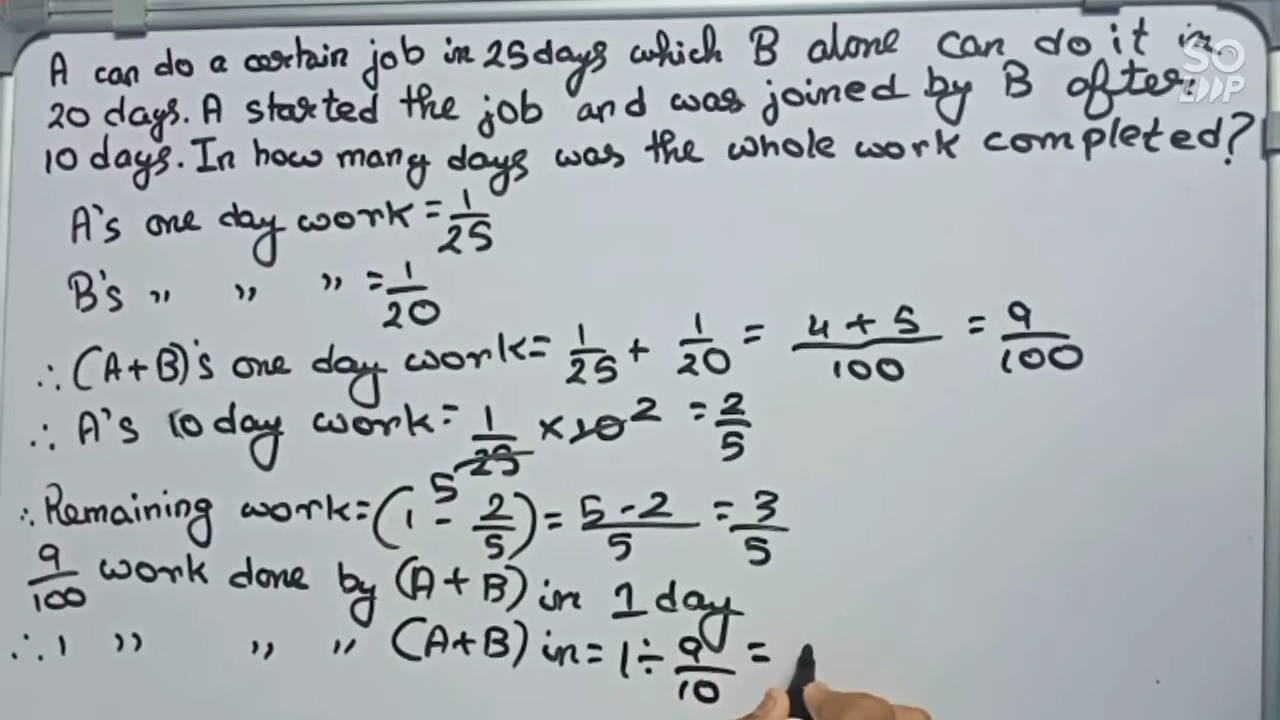 A can do a certain job in 25 days which B alone can do it in
20 days. A started the job and was joined by B after
10 days. In how many days was the whole work completed?
A's one day work = 1/25
B's ,, ,, ,, = 1/20
∴ (A+B)'s one day work = 1/25 + 1/20 = 4+5/100 = 9/100
∴ A's 10 day work = 1/25 5 × 10 2 = 2/5
∴ Remaining work = (1 - 2/5) = 5-2/5 = 3/5
9/100 work done by (A+B) in 1 day
∴ 1 ,, ,, ,, (A+B) in = 1 ÷ 9/10 =